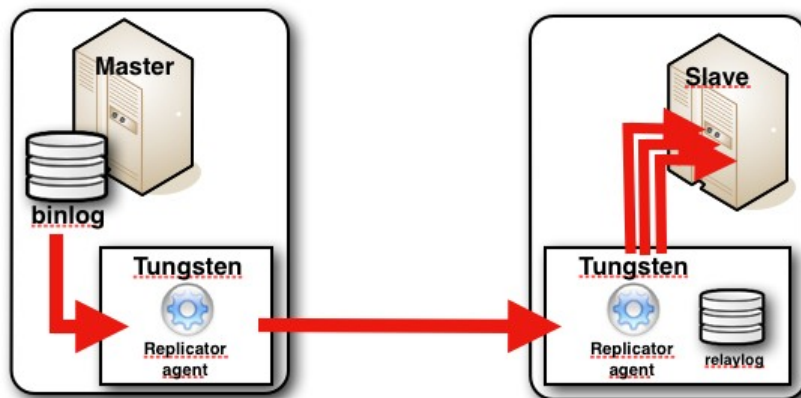 Master
binlog
Tungsten
Replicator
agent
Slave
Tungsten
Replicator
agent
relaylog